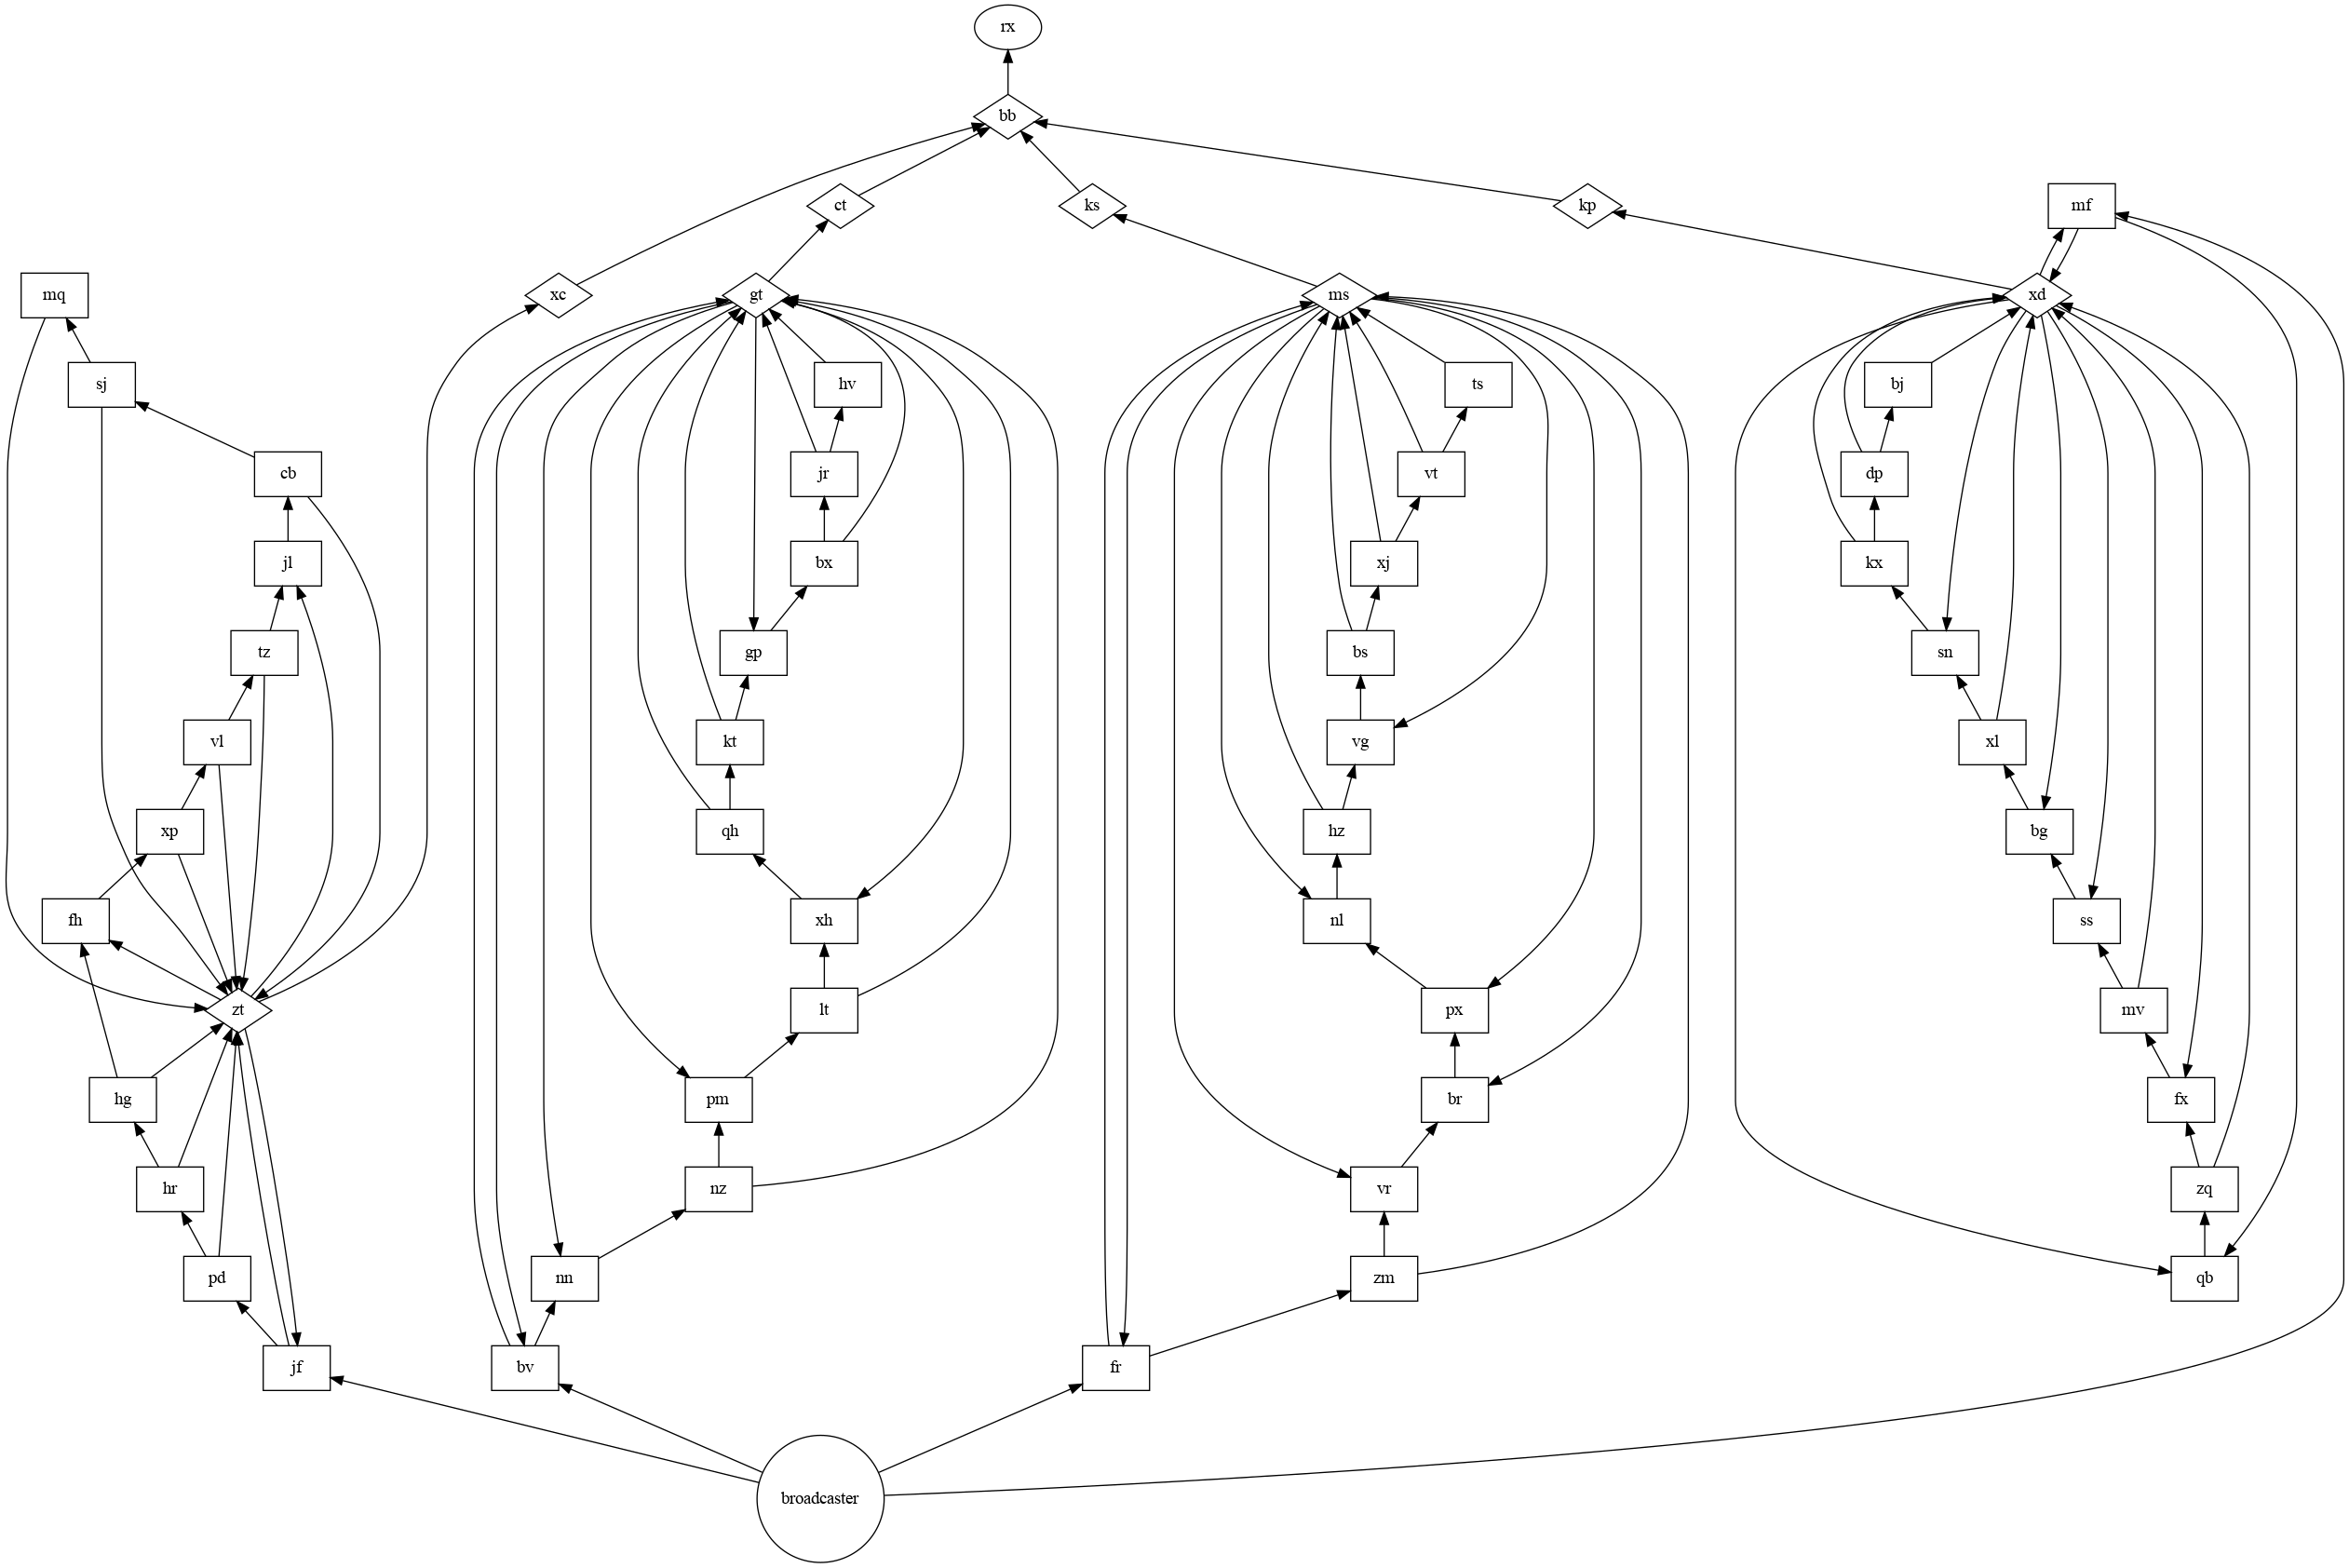 rx
bb
ct
ks
kp
mf
mq
xc
gt
ms
xd
sj
hv
ts
bj
cb
jr
vt
dp
jl
bx
xj
kx
tz
gp
bs
sn
vl
kt
vg
xl
xp
qh
hz
bg
fh
xh
nl
ss
zt
lt
px
mv
hg
pm
br
fx
hr
nz
vr
zq
pd
nn
zm
qb
jf
bv
fr
broadcaster